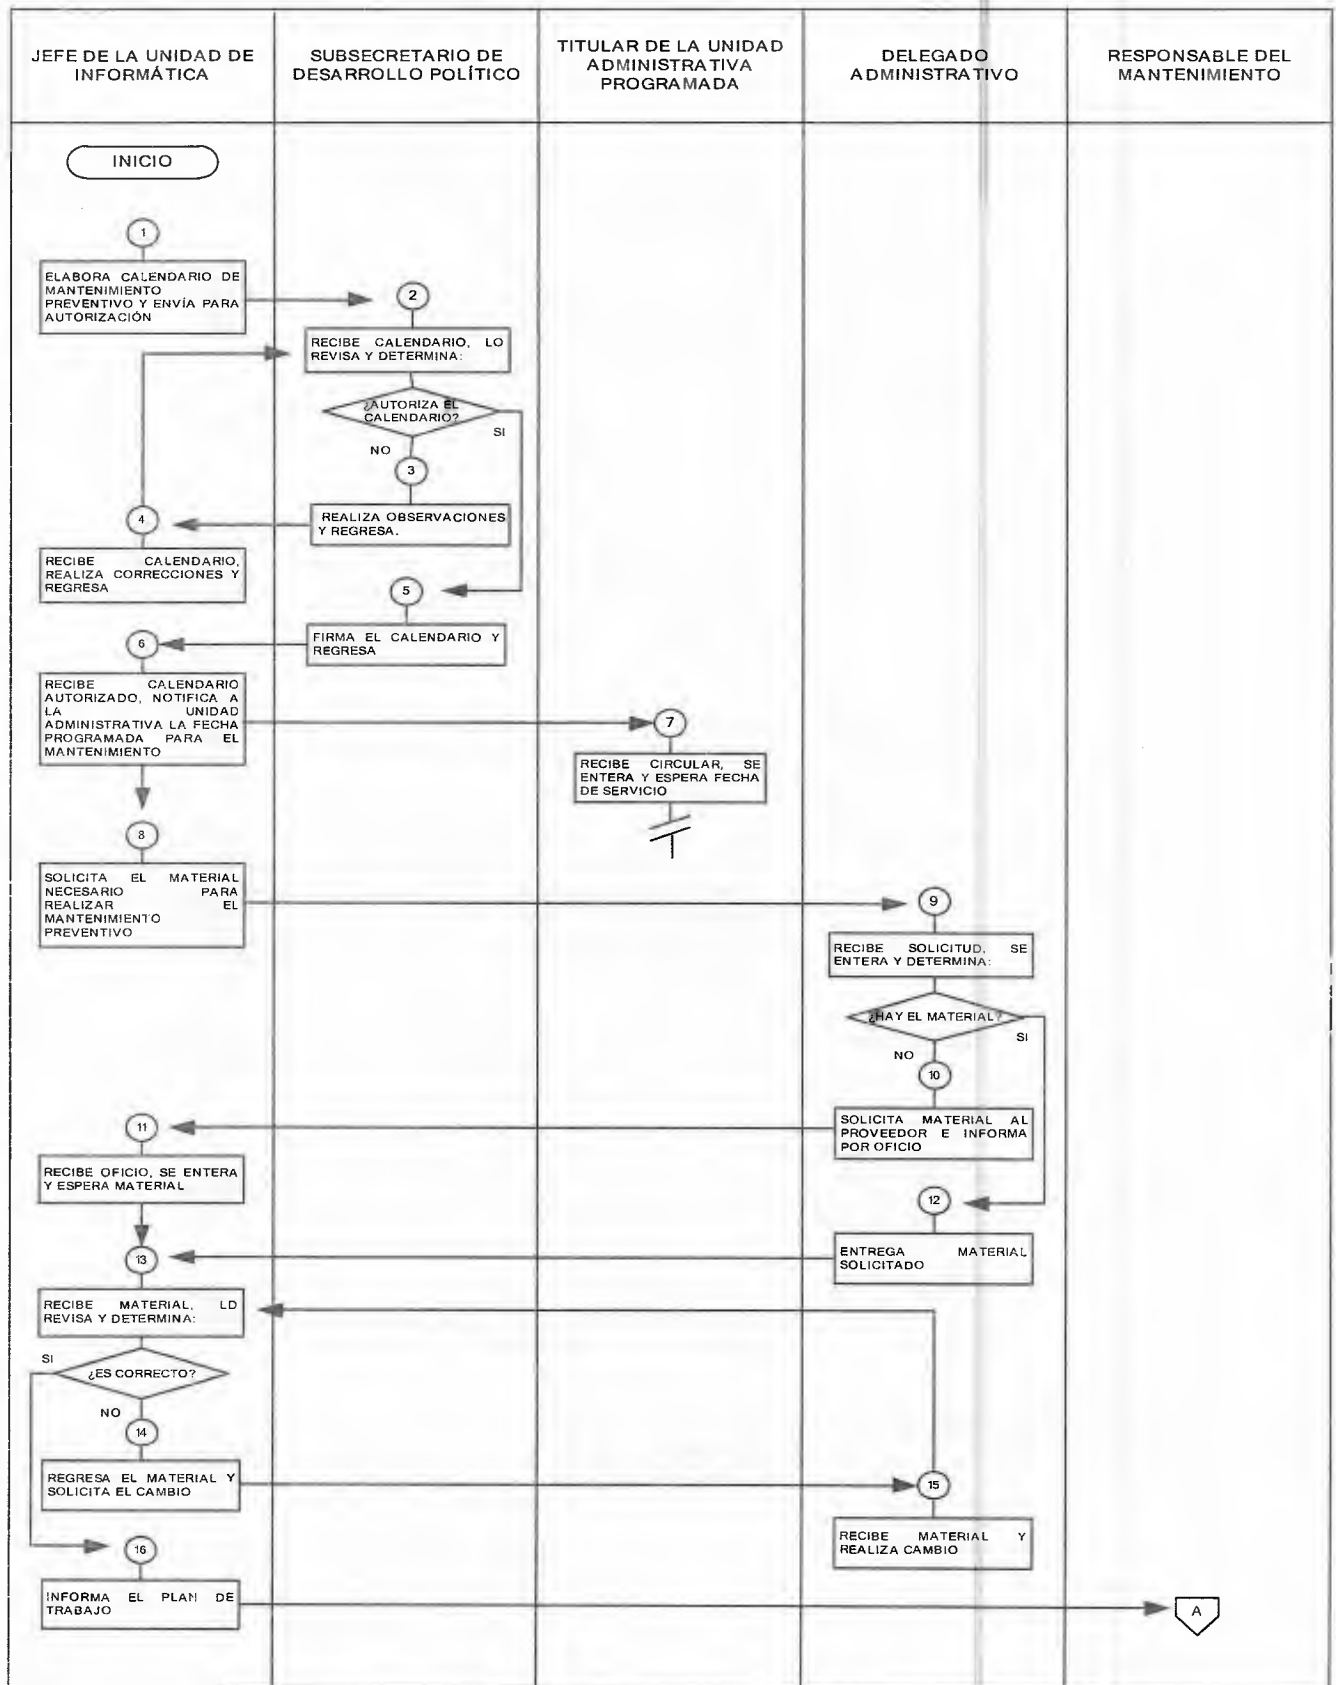 JEFE DE LA UNIDAD DE
INFORMÁTICA
SUBSECRETARIO DE
DESARROLLO POLÍTICO
TITULAR DE LA UNIDAD
ADMINISTRATIVA
PROGRAMADA
DELEGADO
ADMINISTRATIVO
RESPONSABLE DEL
MANTENIMIENTO
INICIO
1
ELABORA CALENDARIO DE
MANTENIMIENTO
PREVENTIVO Y ENVÍA PARA
AUTORIZACIÓN
2
RECIBE CALENDARIO, LO
REVISA Y DETERMINA:
¿AUTORIZA EL
CALENDARIO?
SI
NO
3
REALIZA OBSERVACIONES
Y REGRESA.
4
RECIBE CALENDARIO,
REALIZA CORRECCIONES Y
REGRESA
5
FIRMA EL CALENDARIO Y
REGRESA
6
RECIBE CALENDARIO
AUTORIZADO, NOTIFICA A
LA UNIDAD
ADMINISTRATIVA LA FECHA
PROGRAMADA PARA EL
MANTENIMIENTO
7
RECIBE CIRCULAR, SE
ENTERA Y ESPERA FECHA
DE SERVICIO
8
SOLICITA EL MATERIAL
NECESARIO PARA
REALIZAR EL
MANTENIMIENTO
PREVENTIVO
9
RECIBE SOLICITUD, SE
ENTERA Y DETERMINA:
¿HAY EL MATERIAL?
SI
NO
10
SOLICITA MATERIAL AL
PROVEEDOR E INFORMA
POR OFICIO
11
RECIBE OFICIO, SE ENTERA
Y ESPERA MATERIAL
12
ENTREGA MATERIAL
SOLICITADO
13
RECIBE MATERIAL, LO
REVISA Y DETERMINA:
SI
¿ES CORRECTO?
NO
14
REGRESA EL MATERIAL Y
SOLICITA EL CAMBIO
15
RECIBE MATERIAL Y
REALIZA CAMBIO
16
INFORMA EL PLAN DE
TRABAJO
A